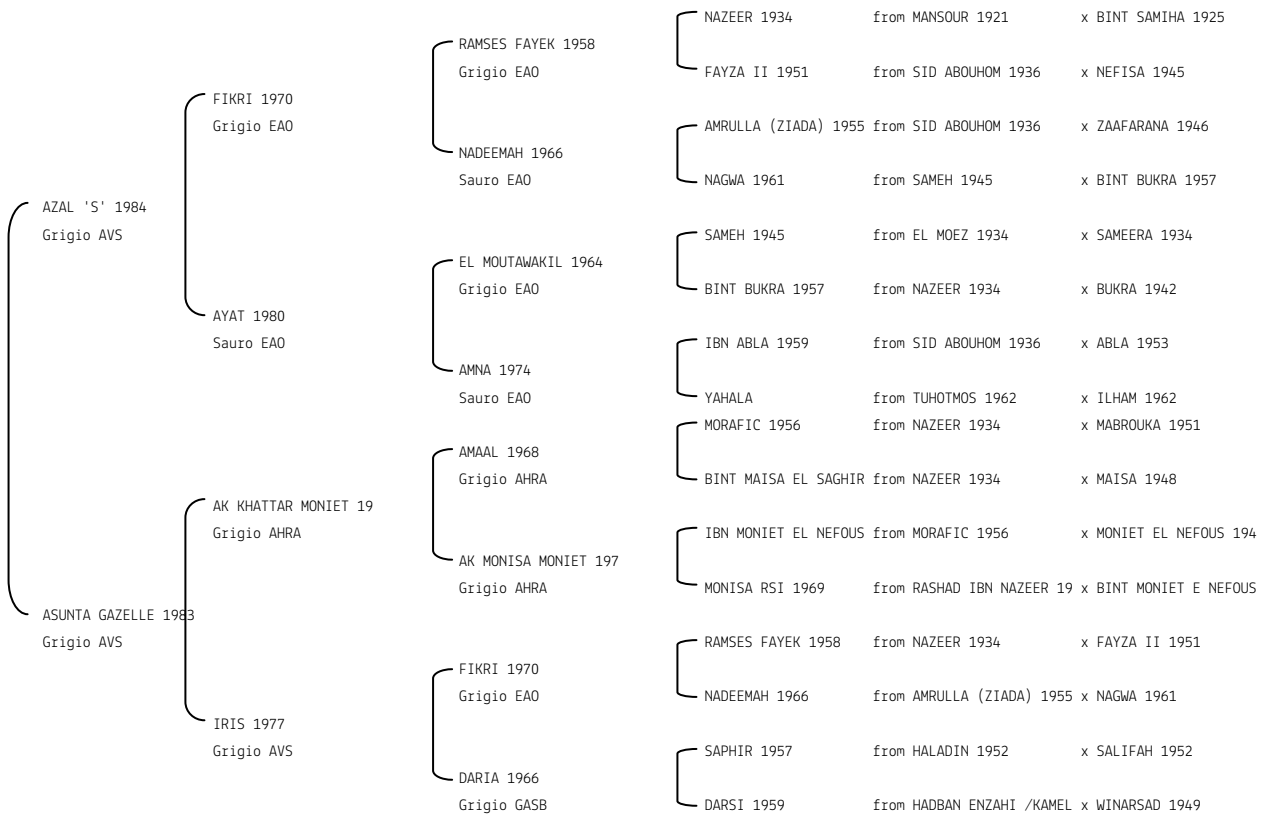 NAZEER 1934 from MANSOUR 1921 x BINT SAMIHA 1925
RAMSES FAYEK 1958
Grigio EAO FAYZA II 1951 from SID ABOUHOM 1936 x NEFISA 1945
FIKRI 1970
Grigio EAO AMRULLA (ZIADA) 1955 from SID ABOUHOM 1936 x ZAAFARANA 1946
NADEEMAH 1966
Sauro EAO NAGWA 1961 from SAMEH 1945 x BINT BUKRA 1957
AZAL 'S' 1984
Grigio AVS SAMEH 1945 from EL MOEZ 1934 x SAMEERA 1934
EL MOUTAWAKIL 1964
Grigio EAO BINT BUKRA 1957 from NAZEER 1934 x BUKRA 1942
AYAT 1980
Sauro EAO IBN ABLA 1959 from SID ABOUHOM 1936 x ABLA 1953
AMNA 1974
Sauro EAO YAHALA from TUHOTMOS 1962 x ILHAM 1962
MORAFIC 1956 from NAZEER 1934 x MABROUKA 1951
AMAAL 1968
Grigio AHRA BINT MAISA EL SAGHIR from NAZEER 1934 x MAISA 1948
AK KHATTAR MONIET 19
Grigio AHRA IBN MONIET EL NEFOUS from MORAFIC 1956 x MONIET EL NEFOUS 194
AK MONISA MONIET 197
Grigio AHRA MONISA RSI 1969 from RASHAD IBN NAZEER 19 x BINT MONIET E NEFOUS
ASUNTA GAZELLE 1983
Grigio AVS RAMSES FAYEK 1958 from NAZEER 1934 x FAYZA II 1951
FIKRI 1970
Grigio EAO NADEEMAH 1966 from AMRULLA (ZIADA) 1955 x NAGWA 1961
IRIS 1977
Grigio AVS SAPHIR 1957 from HALADIN 1952 x SALIFAH 1952
DARIA 1966
Grigio GASB DARSI 1959 from HADBAN ENZAHI /KAMEL x WINARSAD 1949